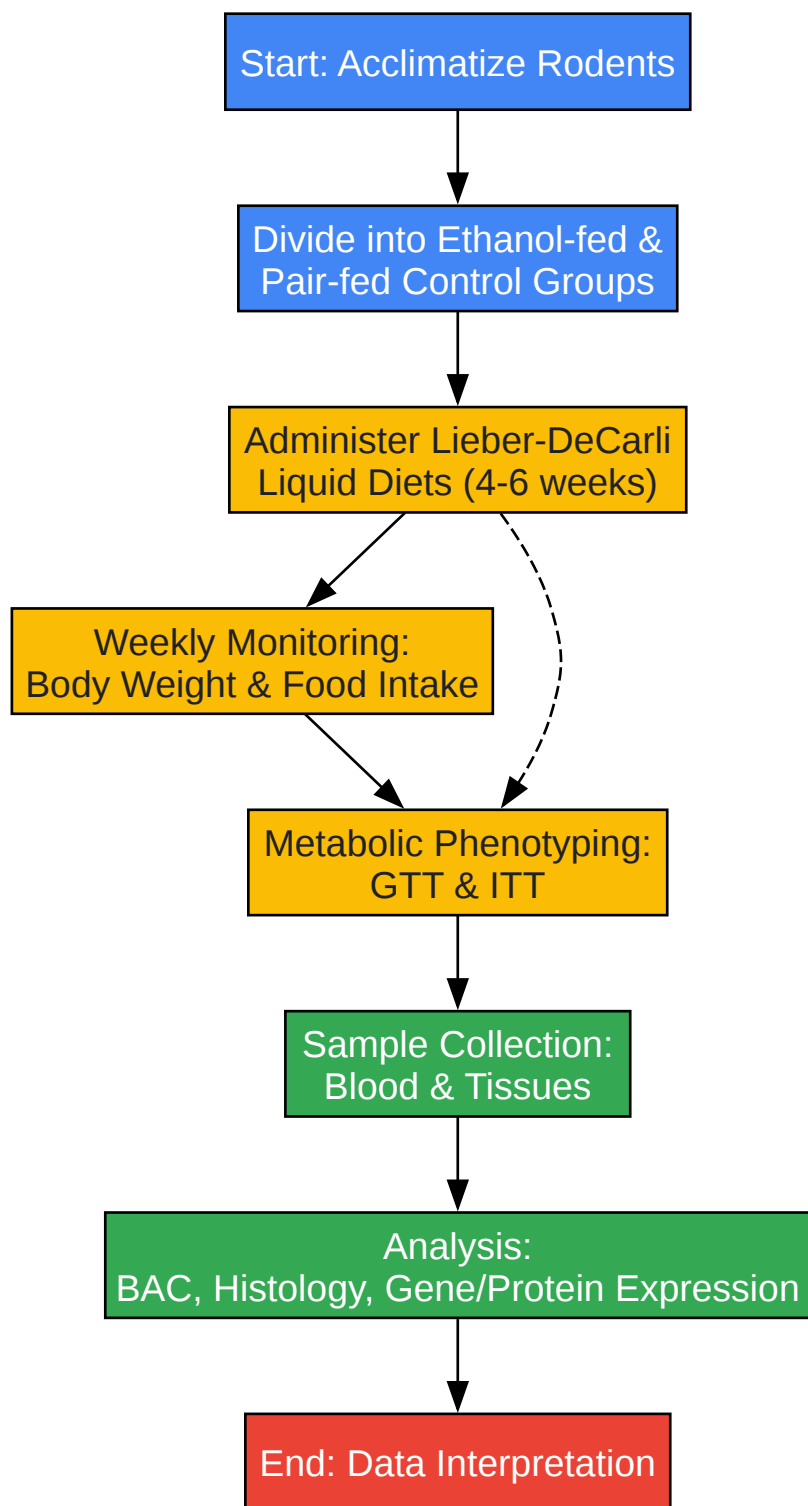 Start: Acclimatize Rodents
Divide into Ethanol-fed &
Pair-fed Control Groups
Administer Lieber-DeCarli
Liquid Diets (4-6 weeks)
Weekly Monitoring:
Body Weight & Food Intake
Metabolic Phenotyping:
GTT & ITT
Sample Collection:
Blood & Tissues
Analysis:
BAC, Histology, Gene/Protein Expression
End: Data Interpretation